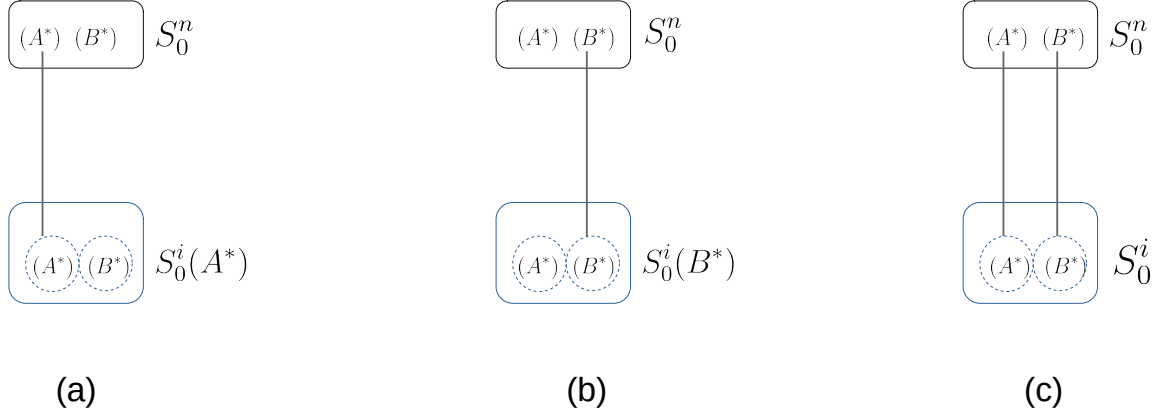 (A*) (B*) S_0^n
(A*) (B*) S_0^i(A*)
(a)
(A*) (B*) S_0^n
(A*) (B*) S_0^i(B*)
(b)
(A*) (B*) S_0^n
(A*) (B*) S_0^i
(c)